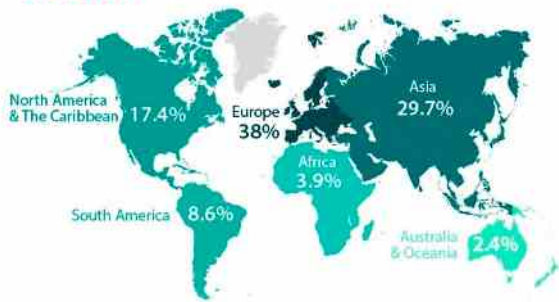 North America
& The Caribbean
17.4%
Europe
38%
Asia
29.7%
Africa
3.9%
South America
8.6%
Australia
& Oceania
2.4%